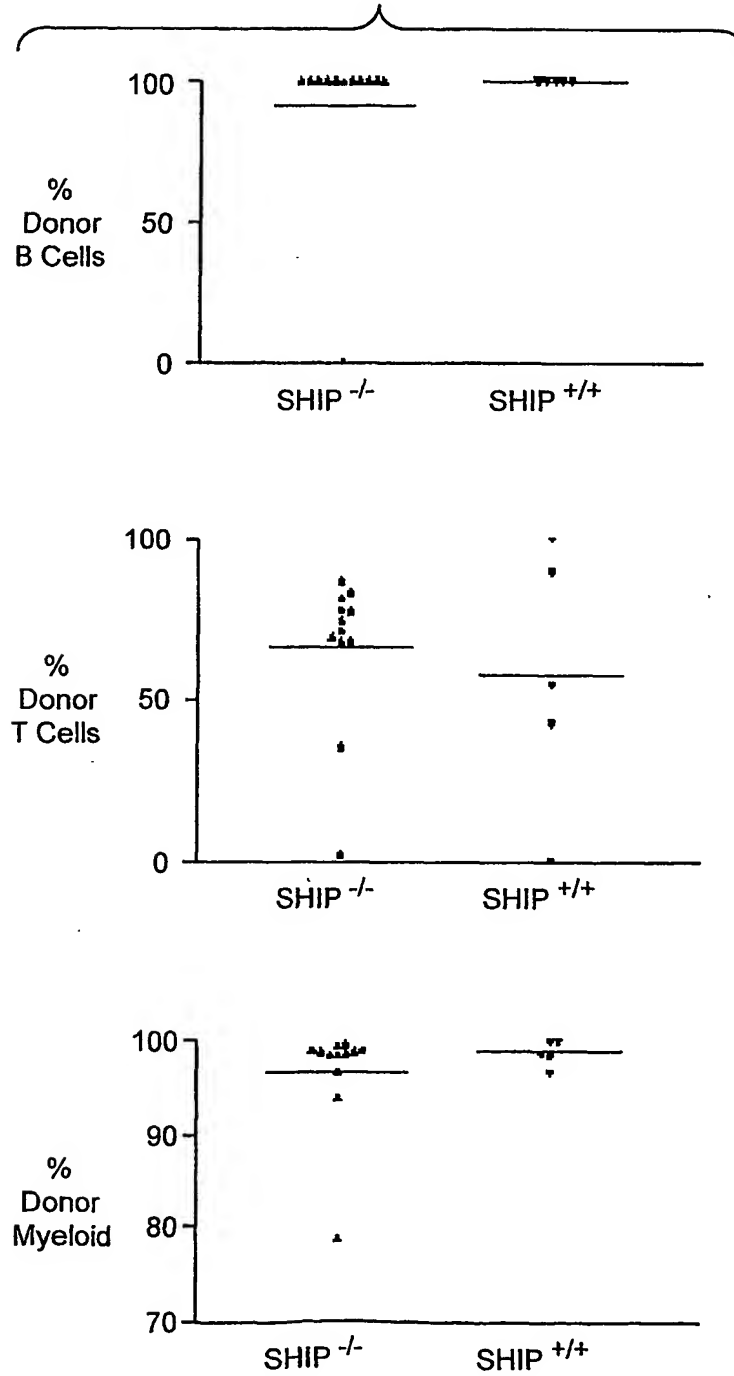 100
50
0
%
Donor
B Cells
SHIP -/- SHIP +/+
100
50
0
%
Donor
T Cells
SHIP -/- SHIP +/+
100
90
80
70
%
Donor
Myeloid
SHIP -/- SHIP +/+